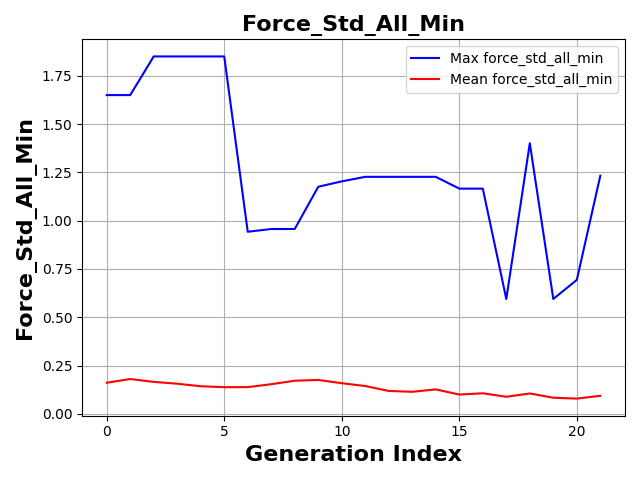 Force_Std_All_Min
Max force_std_all_min
Mean force_std_all_min
Force_Std_All_Min
1.75
1.50
1.25
1.00
0.75
0.50
0.25
0.00
0 5 10 15 20
Generation Index